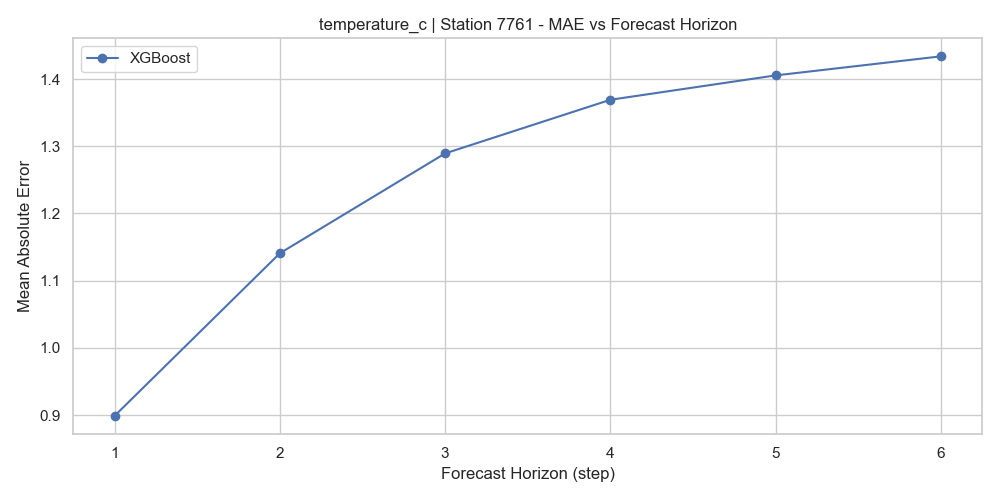 temperature_c | Station 7761 - MAE vs Forecast Horizon
XGBoost
Mean Absolute Error
1.4
1.3
1.2
1.1
1.0
0.9
1 2 3 4 5 6
Forecast Horizon (step)